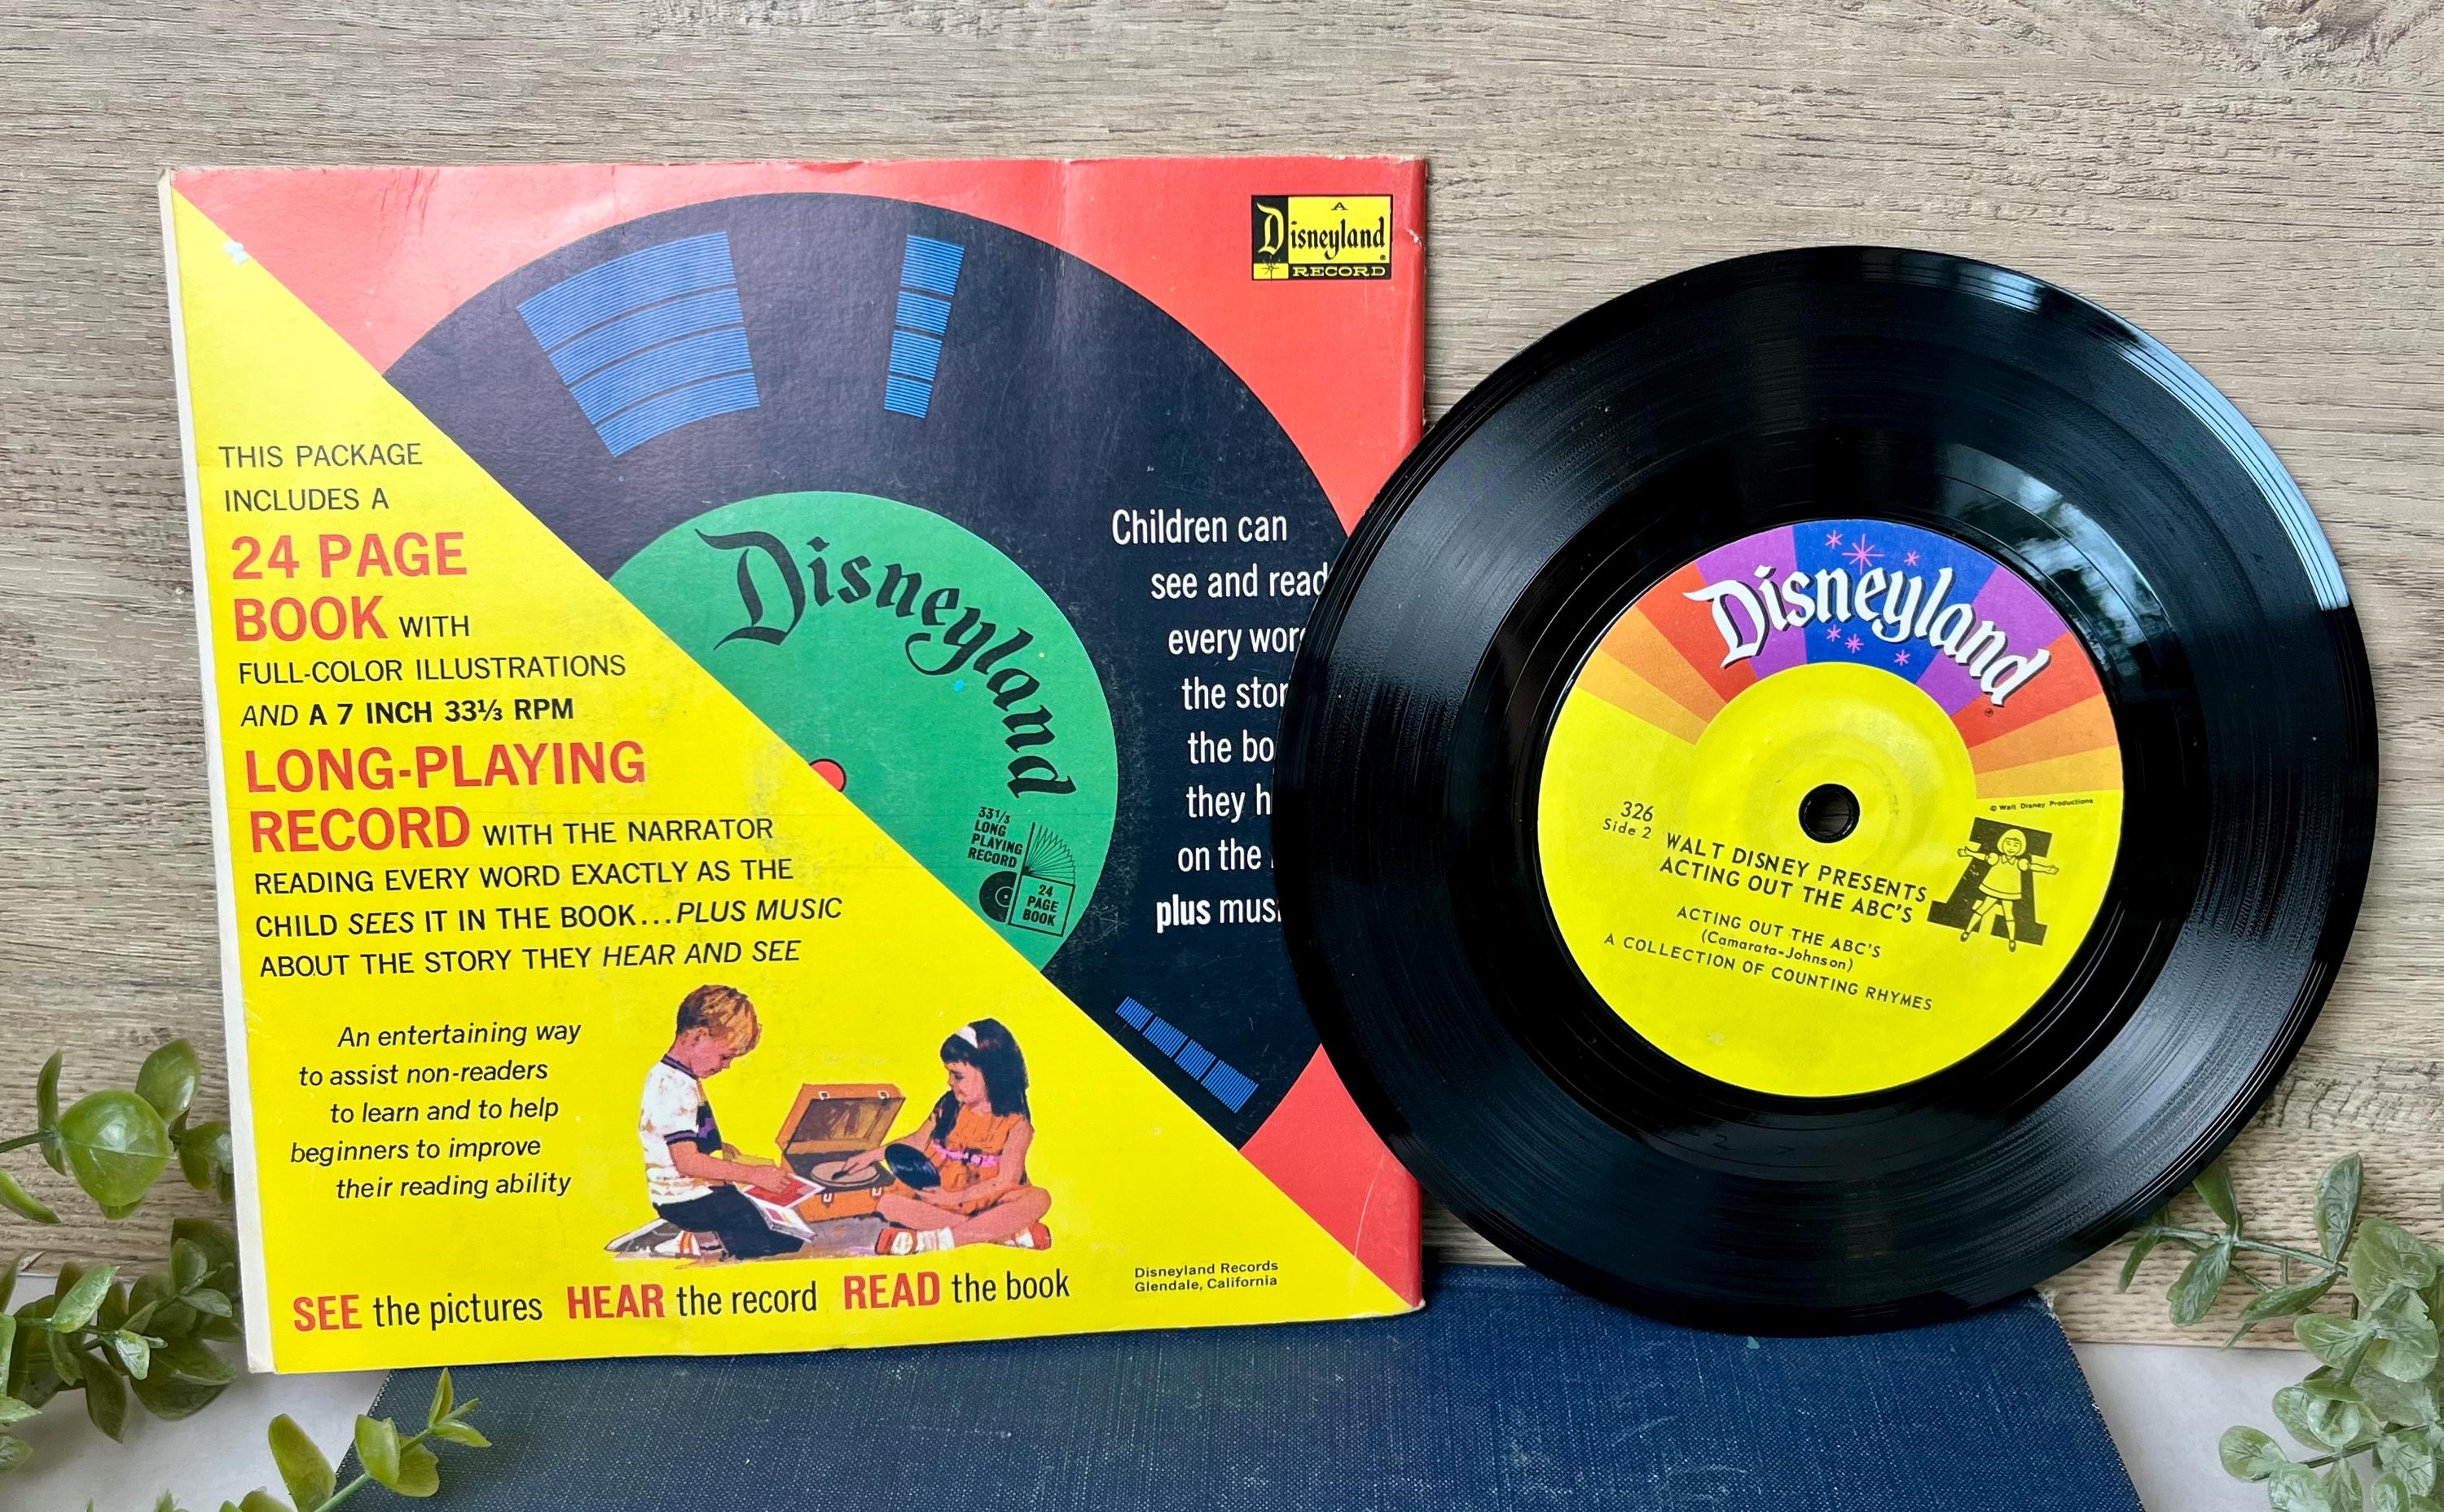 A
Disneyland
RECORD
THIS PACKAGE
INCLUDES A
24 PAGE
BOOK WITH
FULL-COLOR ILLUSTRATIONS
AND A 7 INCH 33⅓ RPM
LONG-PLAYING
RECORD WITH THE NARRATOR
READING EVERY WORD EXACTLY AS THE
CHILD SEES IT IN THE BOOK...PLUS MUSIC
ABOUT THE STORY THEY HEAR AND SEE
An entertaining way
to assist non-readers
to learn and to help
beginners to improve
their reading ability
SEE the pictures HEAR the record READ the book
Disneyland Records
Glendale, California
Disneyland
33⅓
LONG
PLAYING
RECORD
24
PAGE
BOOK
Children can
see and read
every
the
the
they
on the
plus
Disneyland
© Walt Disney Productions
326
Side 2
WALT DISNEY PRESENTS
ACTING OUT THE ABC'S
ACTING OUT THE ABC'S
(Camarata-Johnson)
A COLLECTION OF COUNTING RHYMES
A